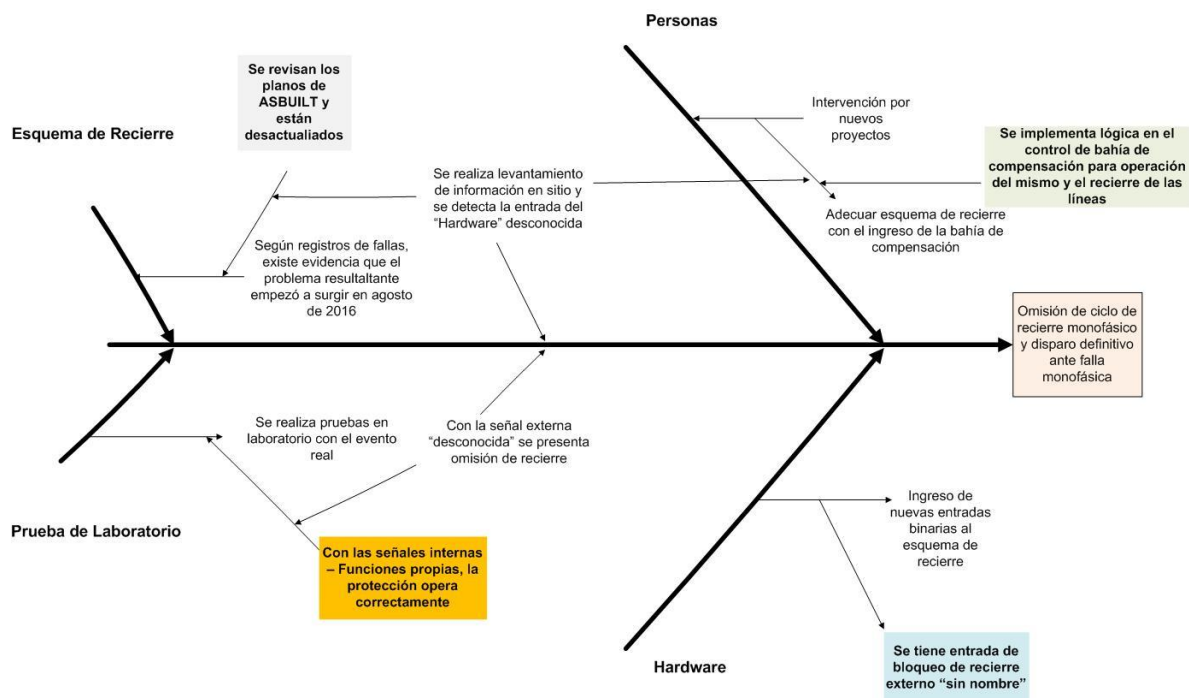 Personas
Se revisan los
planos de
ASBUILT y
están
desactualiados
Esquema de Recierre
Intervención por
nuevos
proyectos
Se implementa lógica en el
control de bahía de
compensación para operación
del mismo y el recierre de las
líneas
Se realiza levantamiento
de información en sitio y
se detecta la entrada del
“Hardware” desconocida
Adecuar esquema de recierre
con el ingreso de la bahía de
compensación
Según registros de fallas,
existe evidencia que el
problema resultaltante
empezó a surgir en agosto
de 2016
Omisión de ciclo de
recierre monofásico
y disparo definitivo
ante falla
monofásica
Se realiza pruebas en
laboratorio con el evento
real
Con la señal externa
“desconocida” se presenta
omisión de recierre
Prueba de Laboratorio
Con las señales internas
– Funciones propias, la
protección opera
correctamente
Ingreso de
nuevas entradas
binarias al
esquema de
recierre
Hardware
Se tiene entrada de
bloqueo de recierre
externo “sin nombre”